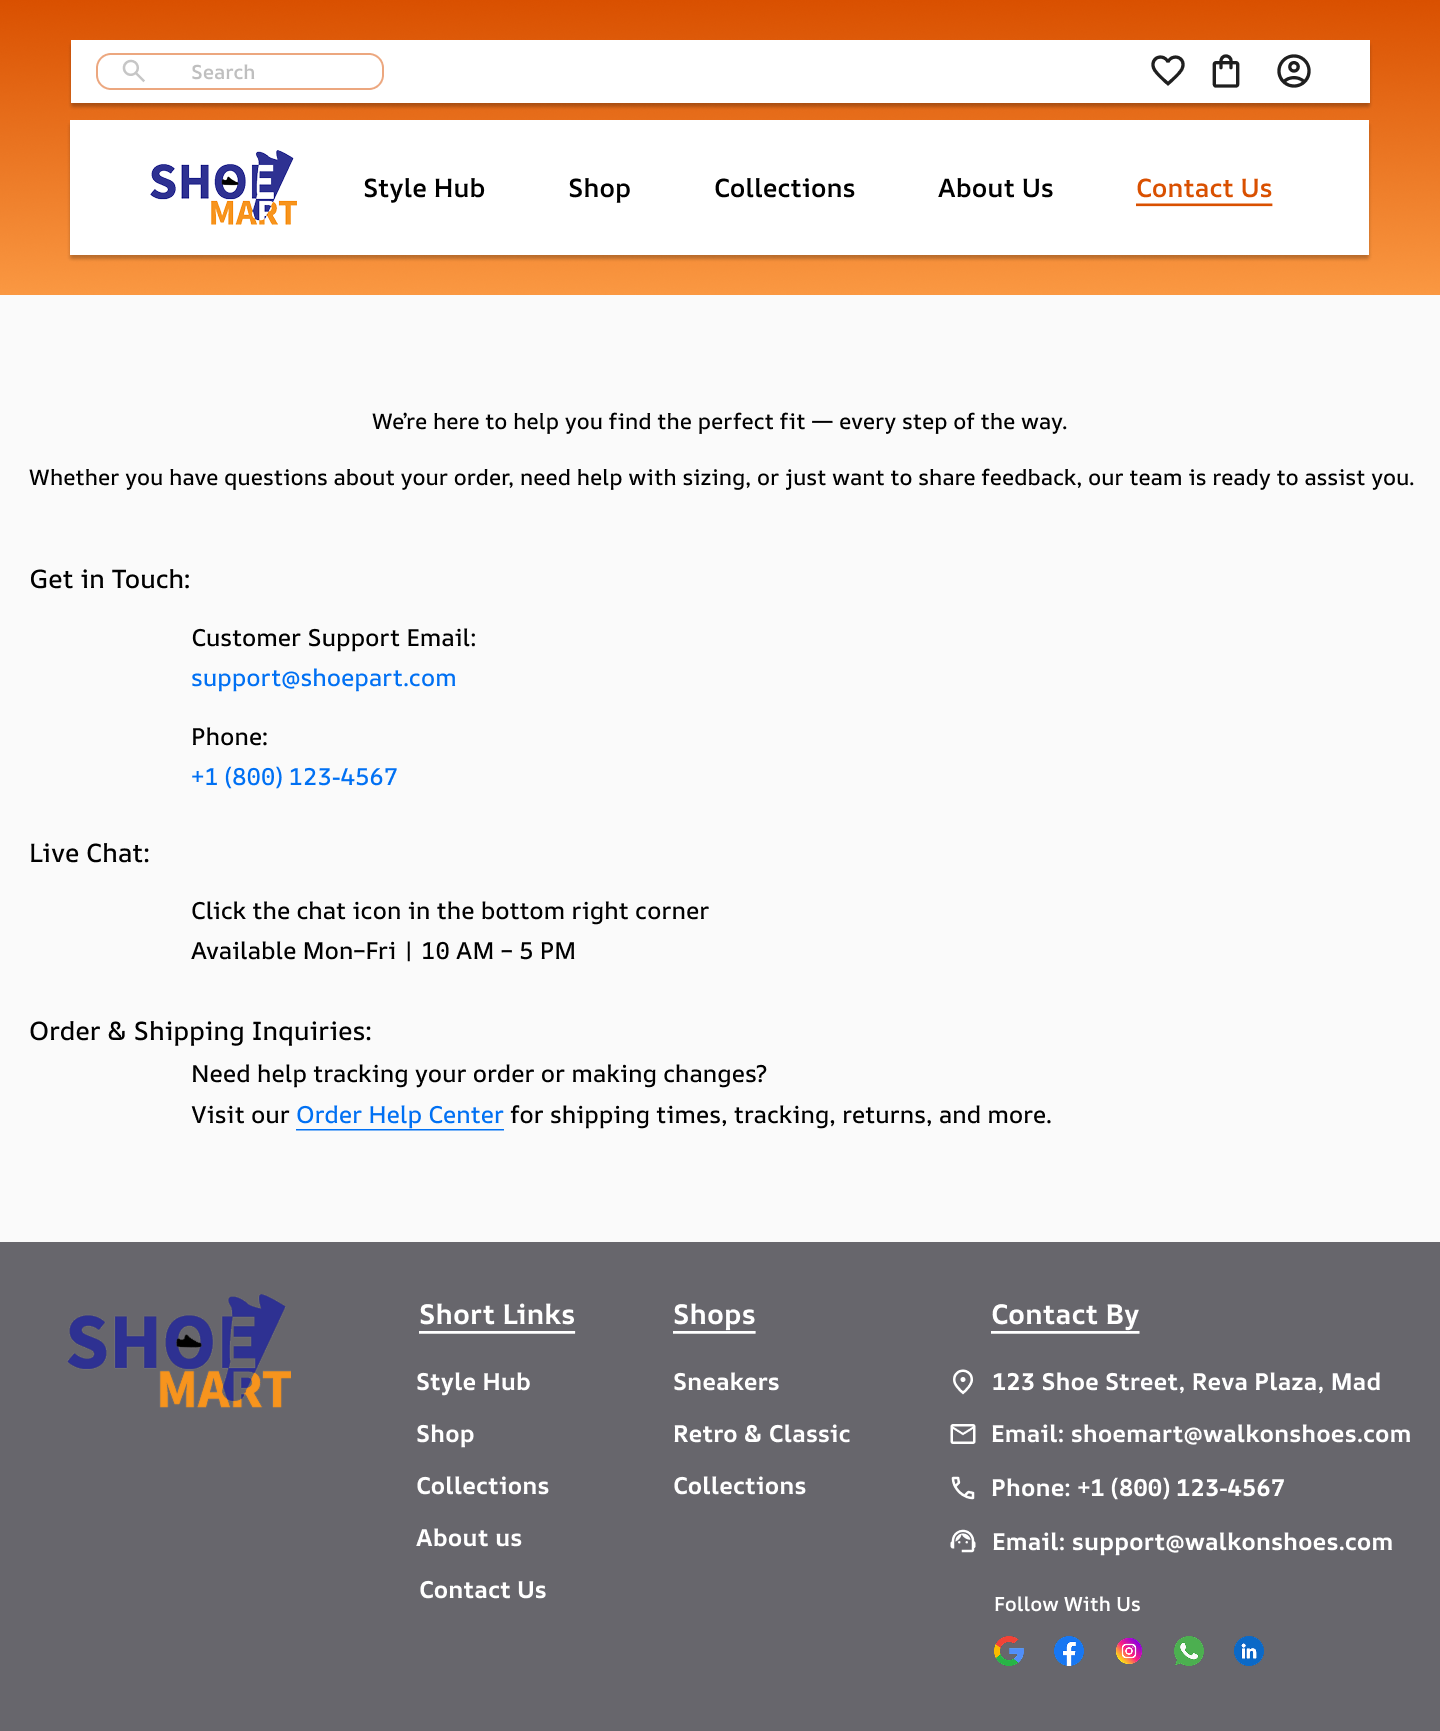 Search
SHOE
MART
Style Hub
Shop
Collections
About Us
Contact Us
We’re here to help you find the perfect fit — every step of the way.
Whether you have questions about your order, need help with sizing, or just want to share feedback, our team is ready to assist you.
Get in Touch:
Customer Support Email:
support@shoepart.com
Phone:
+1 (800) 123-4567
Live Chat:
Click the chat icon in the bottom right corner
Available Mon–Fri | 10 AM – 5 PM
Order & Shipping Inquiries:
Need help tracking your order or making changes?
Visit our Order Help Center for shipping times, tracking, returns, and more.
SHOE
MART
Short Links
Style Hub
Shop
Collections
About us
Contact Us
Shops
Sneakers
Retro & Classic
Collections
Contact By
123 Shoe Street, Reva Plaza, Mad
Email: shoemart@walkonshoes.com
Phone: +1 (800) 123-4567
Email: support@walkonshoes.com
Follow With Us